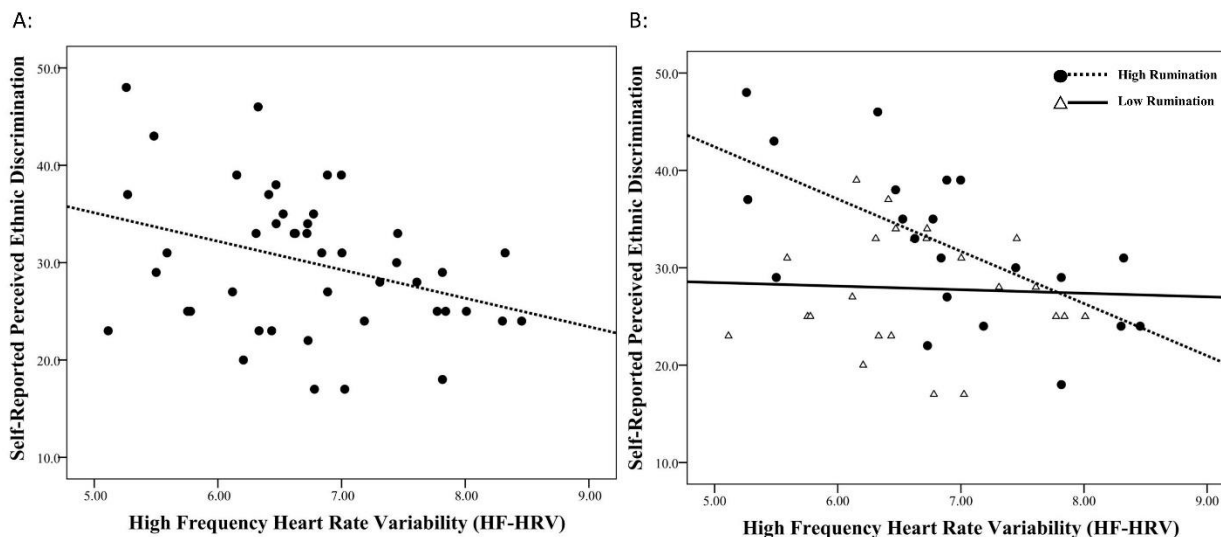 A:
50.0
40.0
30.0
20.0
10.0
Self-Reported Perceived Ethnic Discrimination
5.00 6.00 7.00 8.00 9.00
High Frequency Heart Rate Variability (HF-HRV)
B:
High Rumination
Low Rumination
50.0
40.0
30.0
20.0
10.0
Self-Reported Perceived Ethnic Discrimination
5.00 6.00 7.00 8.00 9.00
High Frequency Heart Rate Variability (HF-HRV)